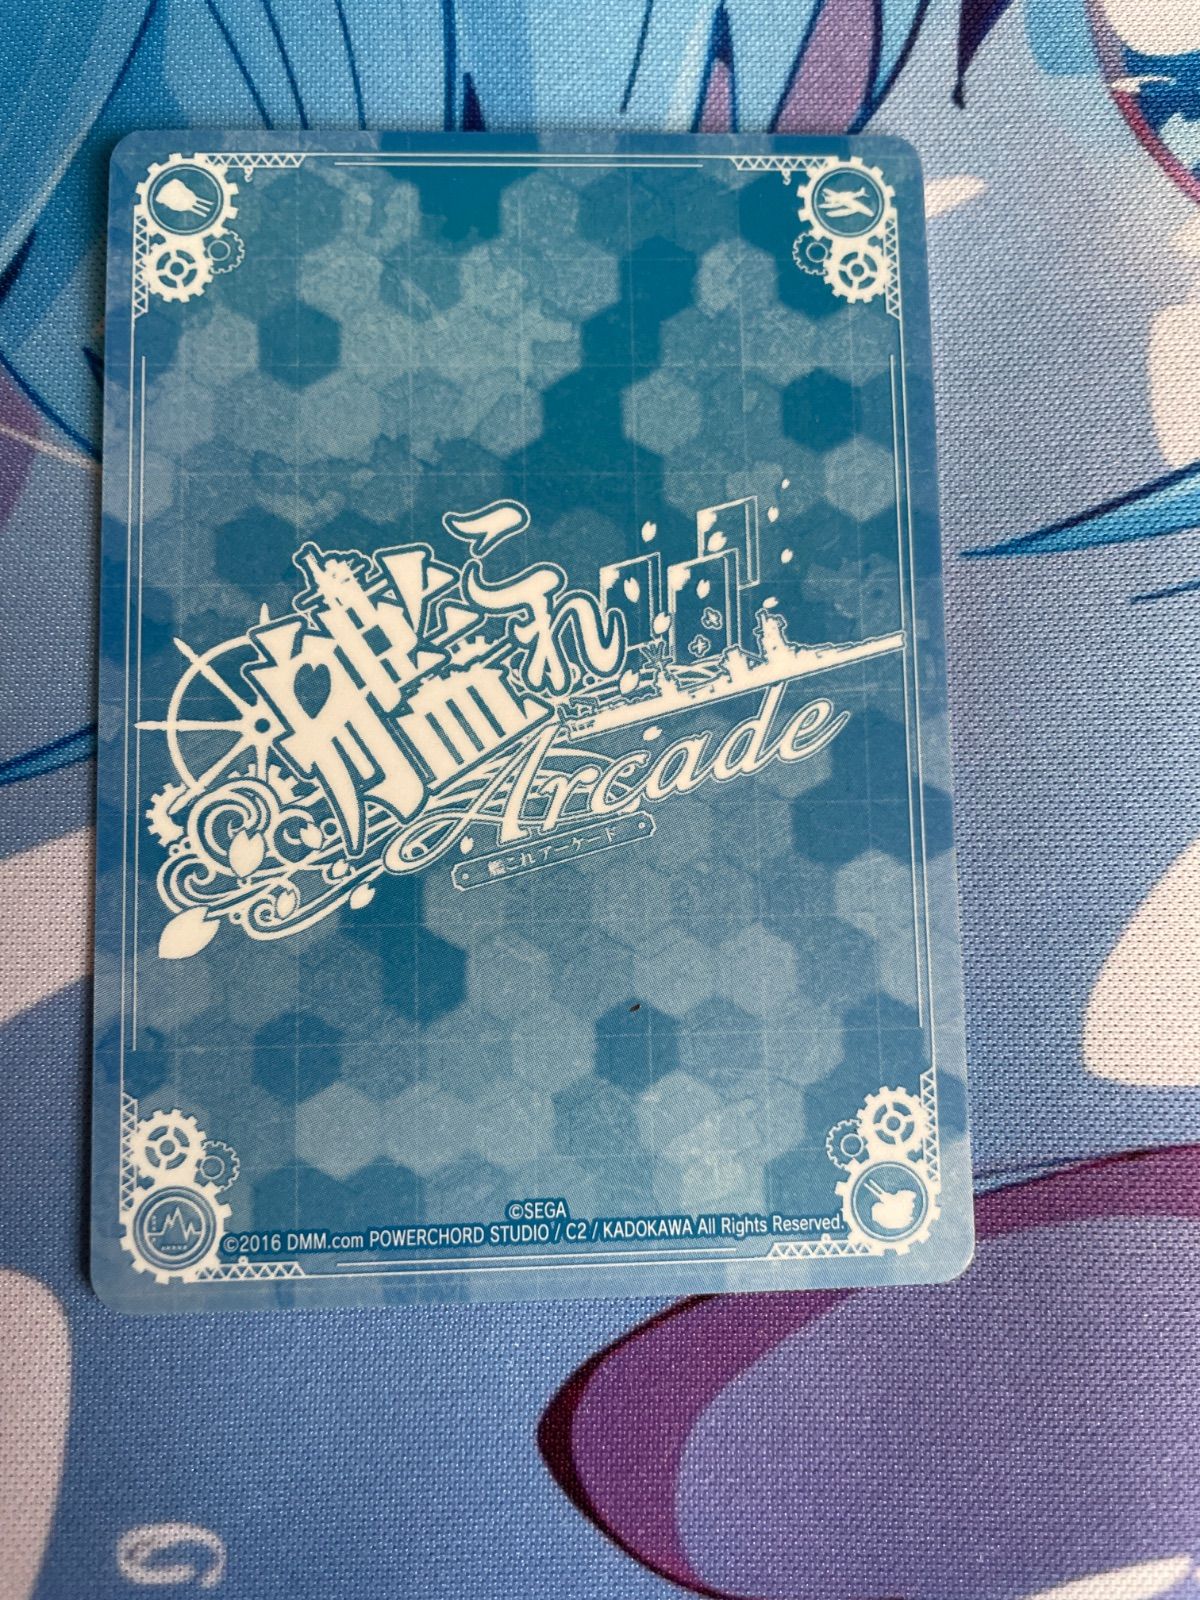 艦これ
Arcade
艦これアーケード
©SEGA
©2016 DMM.com POWERCHORD STUDIO / C2 / KADOKAWA All Rights Reserved.